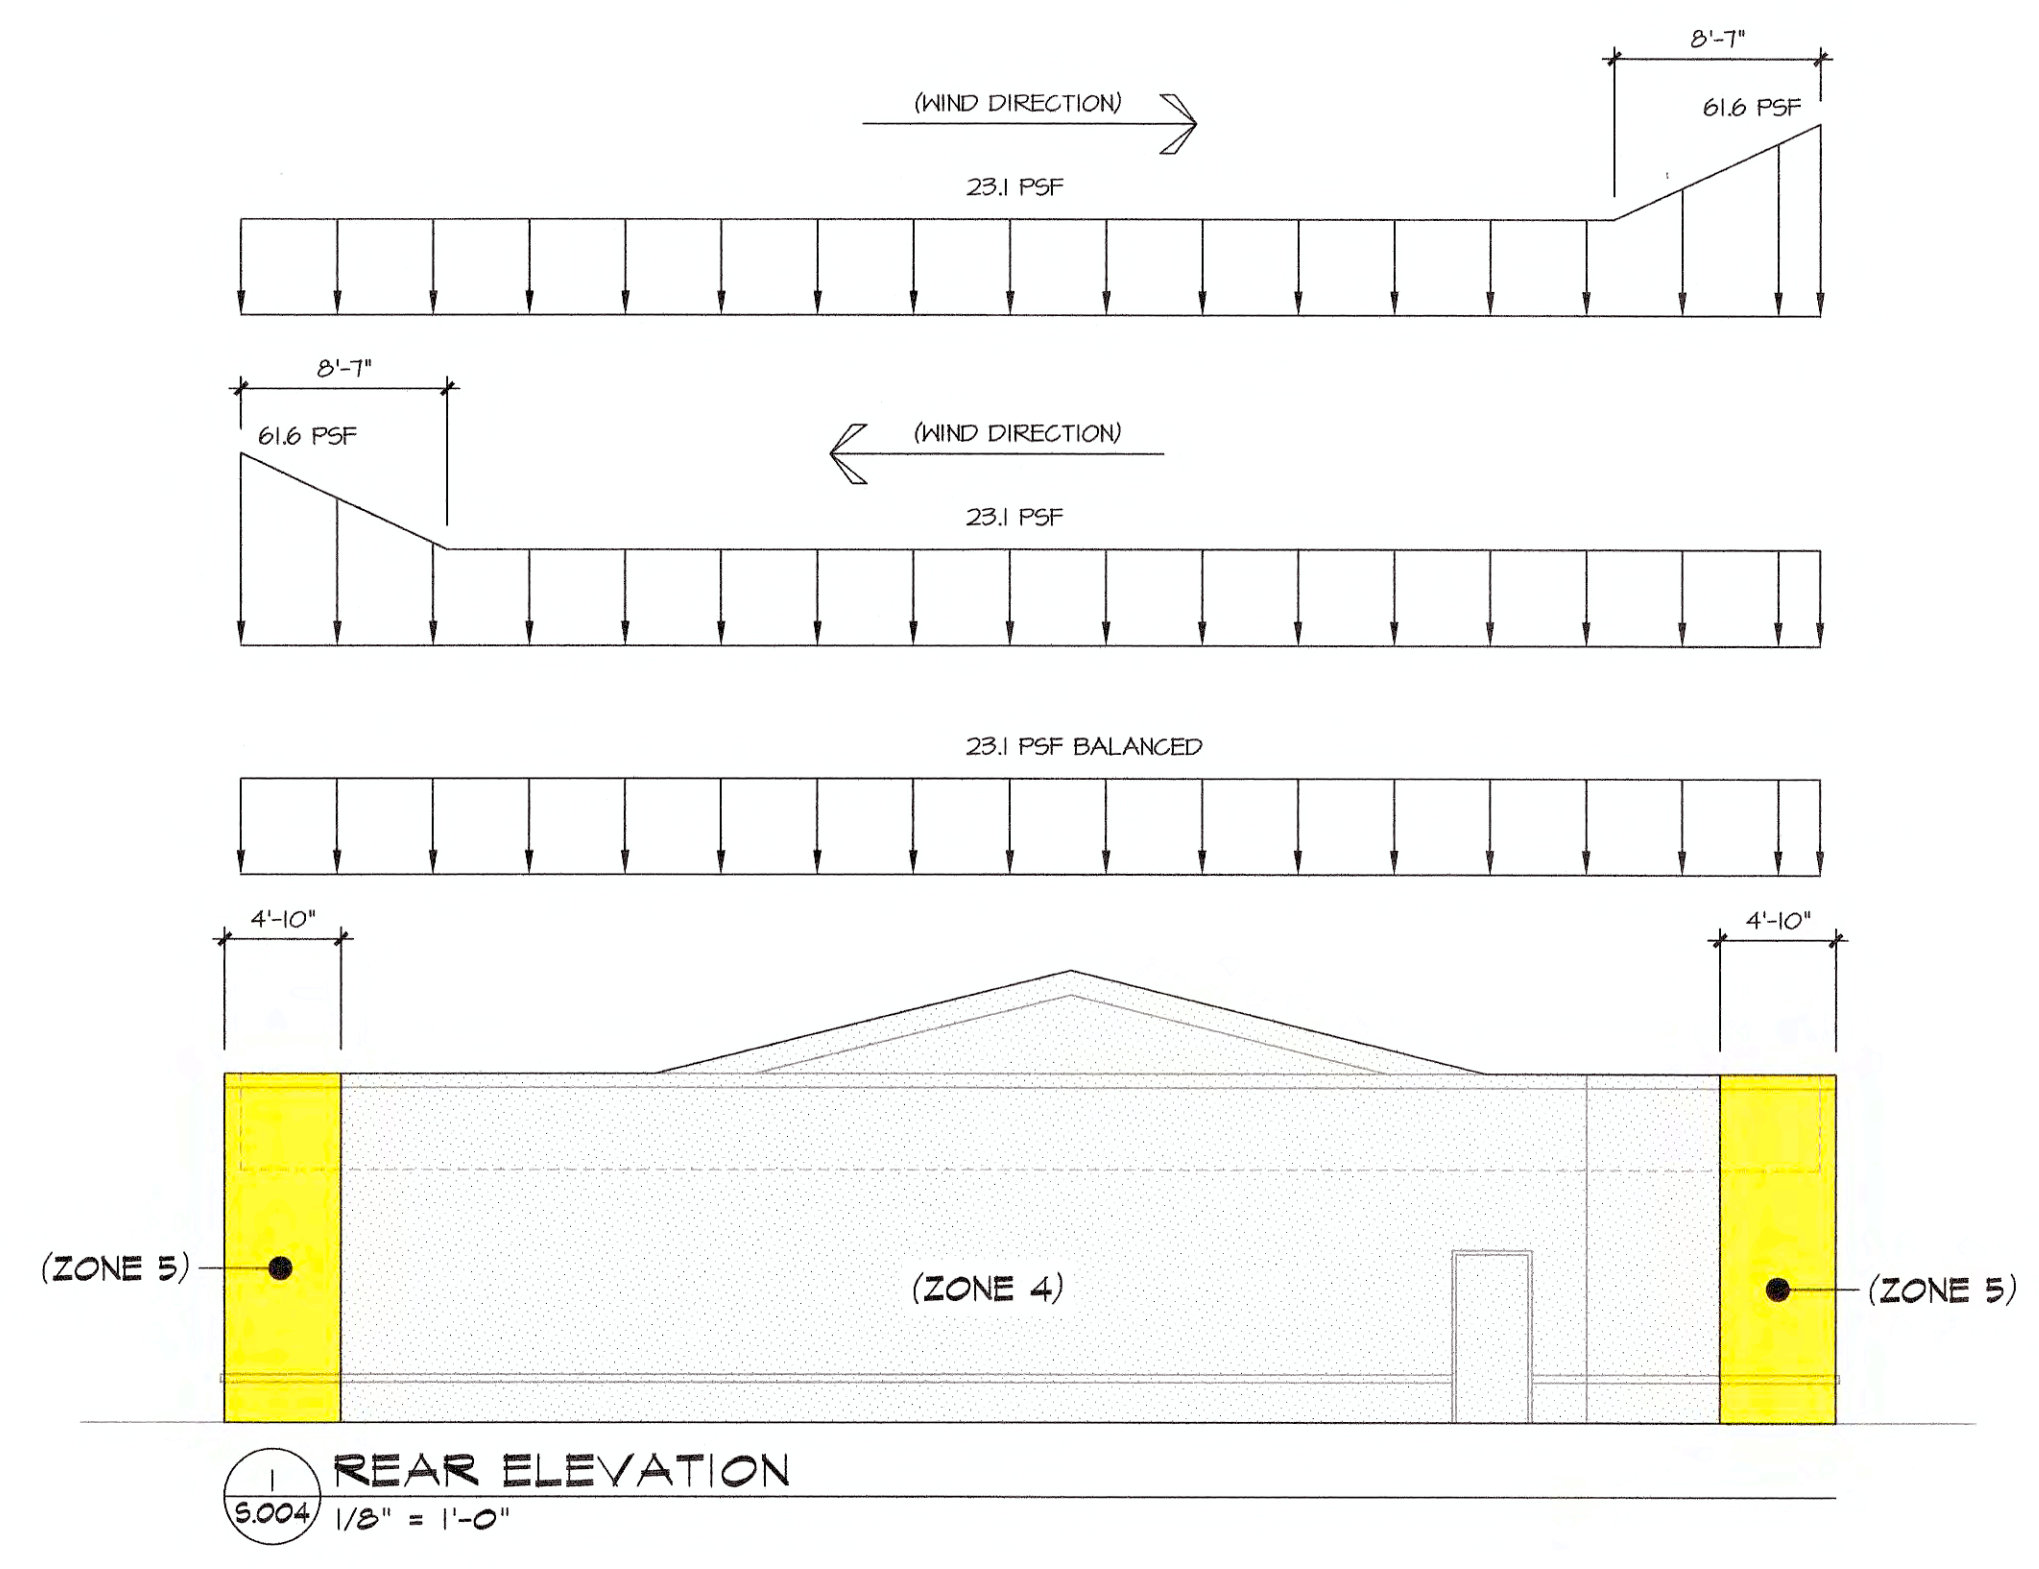 8'-7"
(WIND DIRECTION)
61.6 PSF
23.1 PSF
8'-7"
61.6 PSF
(WIND DIRECTION)
23.1 PSF
23.1 PSF BALANCED
4'-10"
4'-10"
(ZONE 5)
(ZONE 4)
(ZONE 5)
1
S.004
REAR ELEVATION
1/8" = 1'-0"